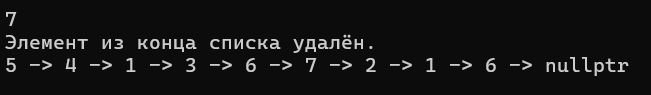 7
Элемент из конца списка удалён.
5 -> 4 -> 1 -> 3 -> 6 -> 7 -> 2 -> 1 -> 6 -> nullptr